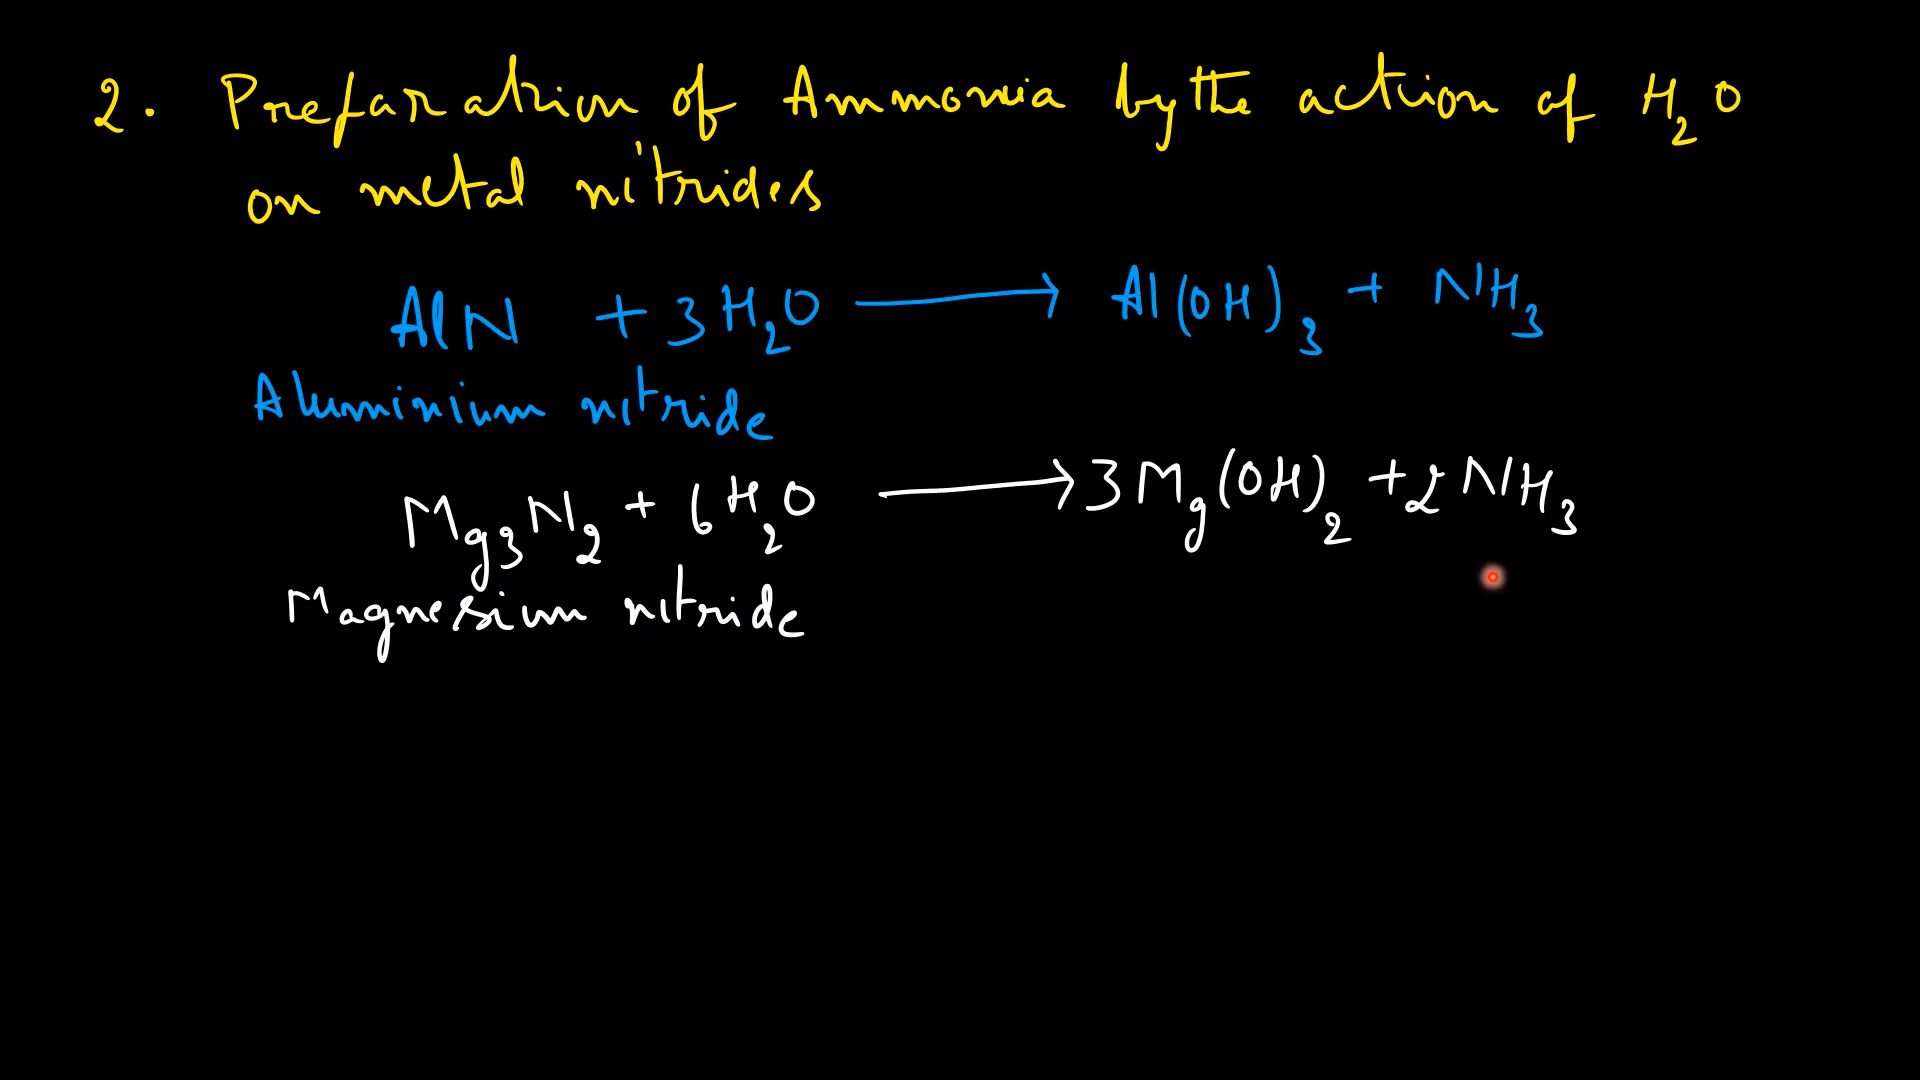 2. Preparation of Ammonia by the action of H₂O
on metal nitrides
AlN + 3H₂O ⟶ Al(OH)₃ + NH₃
Aluminium nitride
Mg₃N₂ + 6H₂O ⟶ 3Mg(OH)₂ + 2NH₃
Magnesium nitride